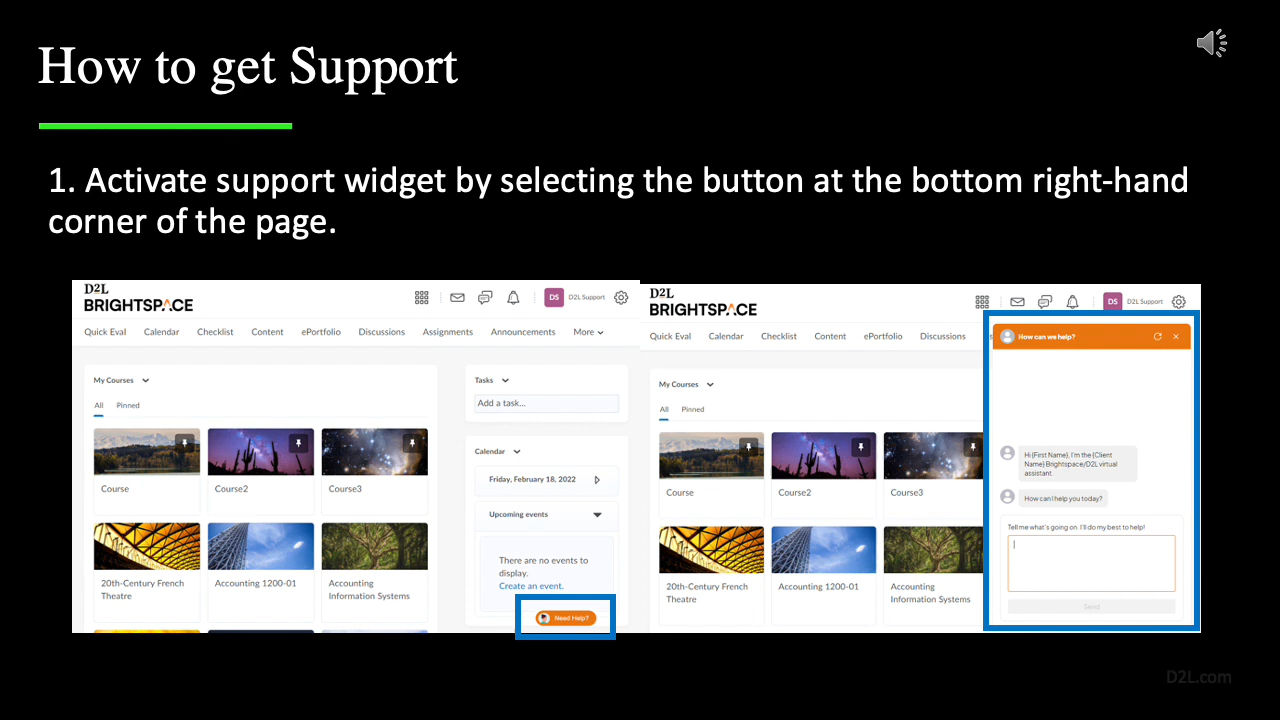 How to get Support
1. Activate support widget by selecting the button at the bottom right-hand
corner of the page.
D2L
BRIGHTSPACE
DS
D2L Support
Quick Eval
Calendar
Checklist
Content
ePortfolio
Discussions
Assignments
Announcements
More
My Courses
All
Pinned
Course
Course2
Course3
20th-Century French
Theatre
Accounting 1200-01
Accounting
Information Systems
Tasks
Add a task...
Calendar
Friday, February 18, 2022
Upcoming events
There are no events to
display.
Create an event.
Need Help?
D2L
BRIGHTSPACE
DS
D2L Support
Quick Eval
Calendar
Checklist
Content
ePortfolio
Discussions
My Courses
All
Pinned
Course
Course2
Course3
20th-Century French
Theatre
Accounting 1200-01
Accounting
Information Systems
How can we help?
Hi {First Name}, I'm the {Client
Name} Brightspace/D2L virtual
assistant.
How can I help you today?
Tell me what's going on. I'll do my best to help!
Send
D2L.com